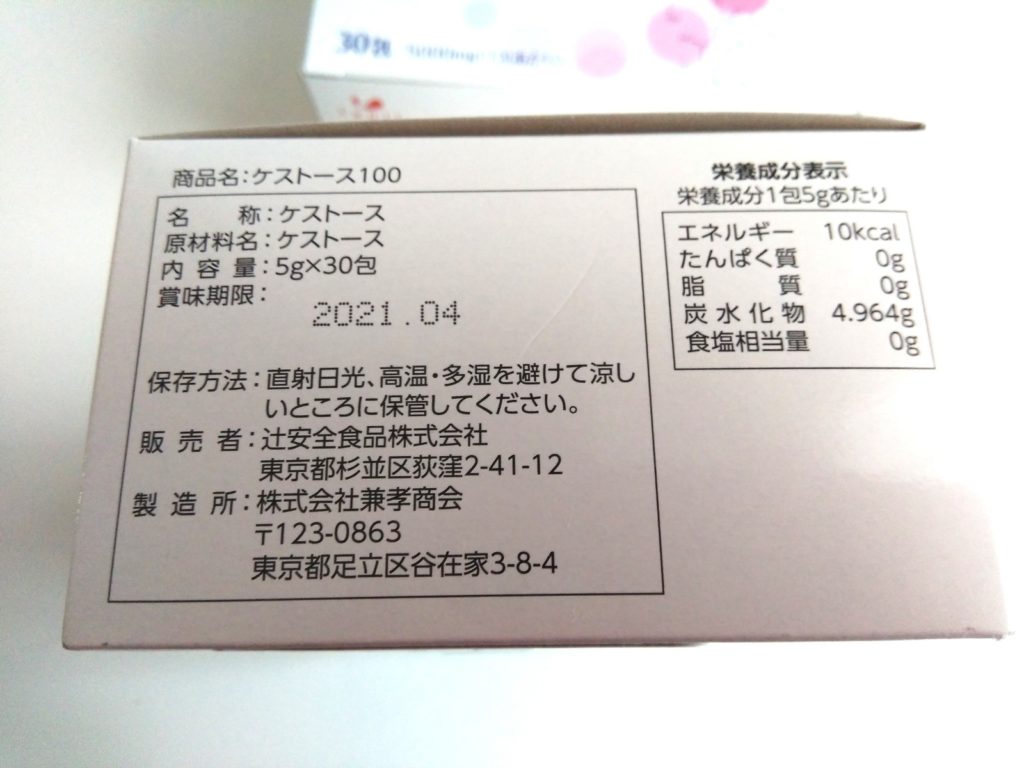 30包
商品名:ケストース100
名　　称:ケストース
原材料名:ケストース
内 容 量:5g×30包
賞味期限:
2021.04
保存方法:直射日光、高温・多湿を避けて涼し
いところに保管してください。
販 売 者:辻安全食品株式会社
東京都杉並区荻窪2-41-12
製 造 所:株式会社兼孝商会
〒123-0863
東京都足立区谷在家3-8-4
栄養成分表示
栄養成分1包5gあたり
エネルギー 10kcal
たんぱく質 0g
脂　　質 0g
炭水化物 4.964g
食塩相当量 0g